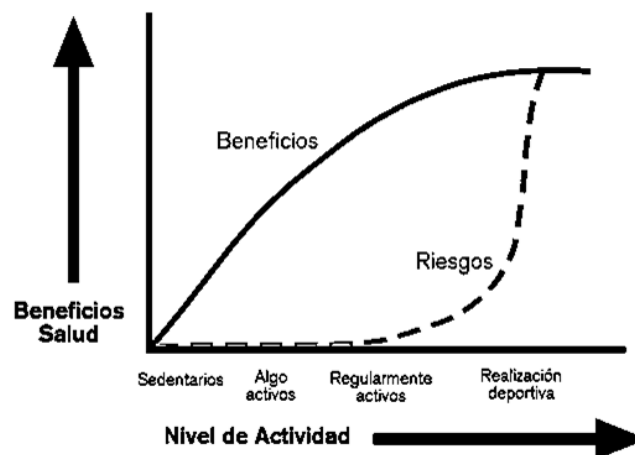 Beneficios
Riesgos
Beneficios
Salud
Sedentarios
Algo
activos
Regularmente
activos
Realización
deportiva
Nivel de Actividad